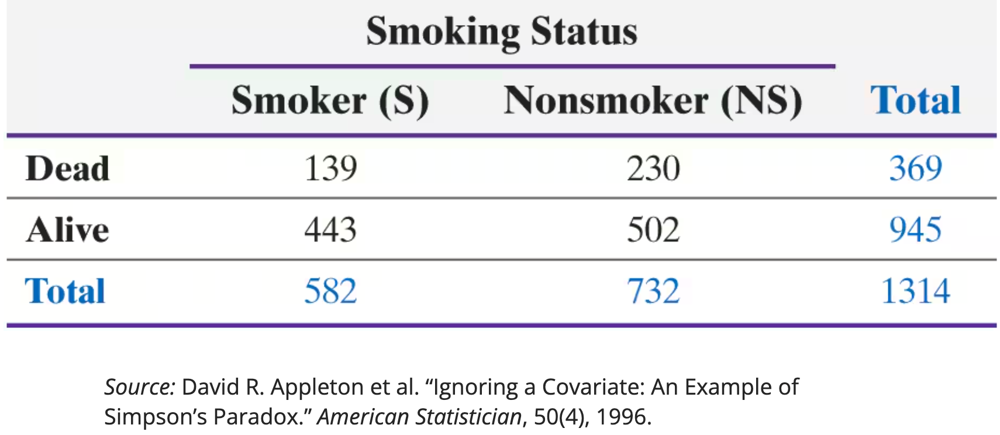 Smoking Status
Smoker (S) Nonsmoker (NS) Total
Dead 139 230 369
Alive 443 502 945
Total 582 732 1314
Source: David R. Appleton et al. “Ignoring a Covariate: An Example of
Simpson’s Paradox.” American Statistician, 50(4), 1996.